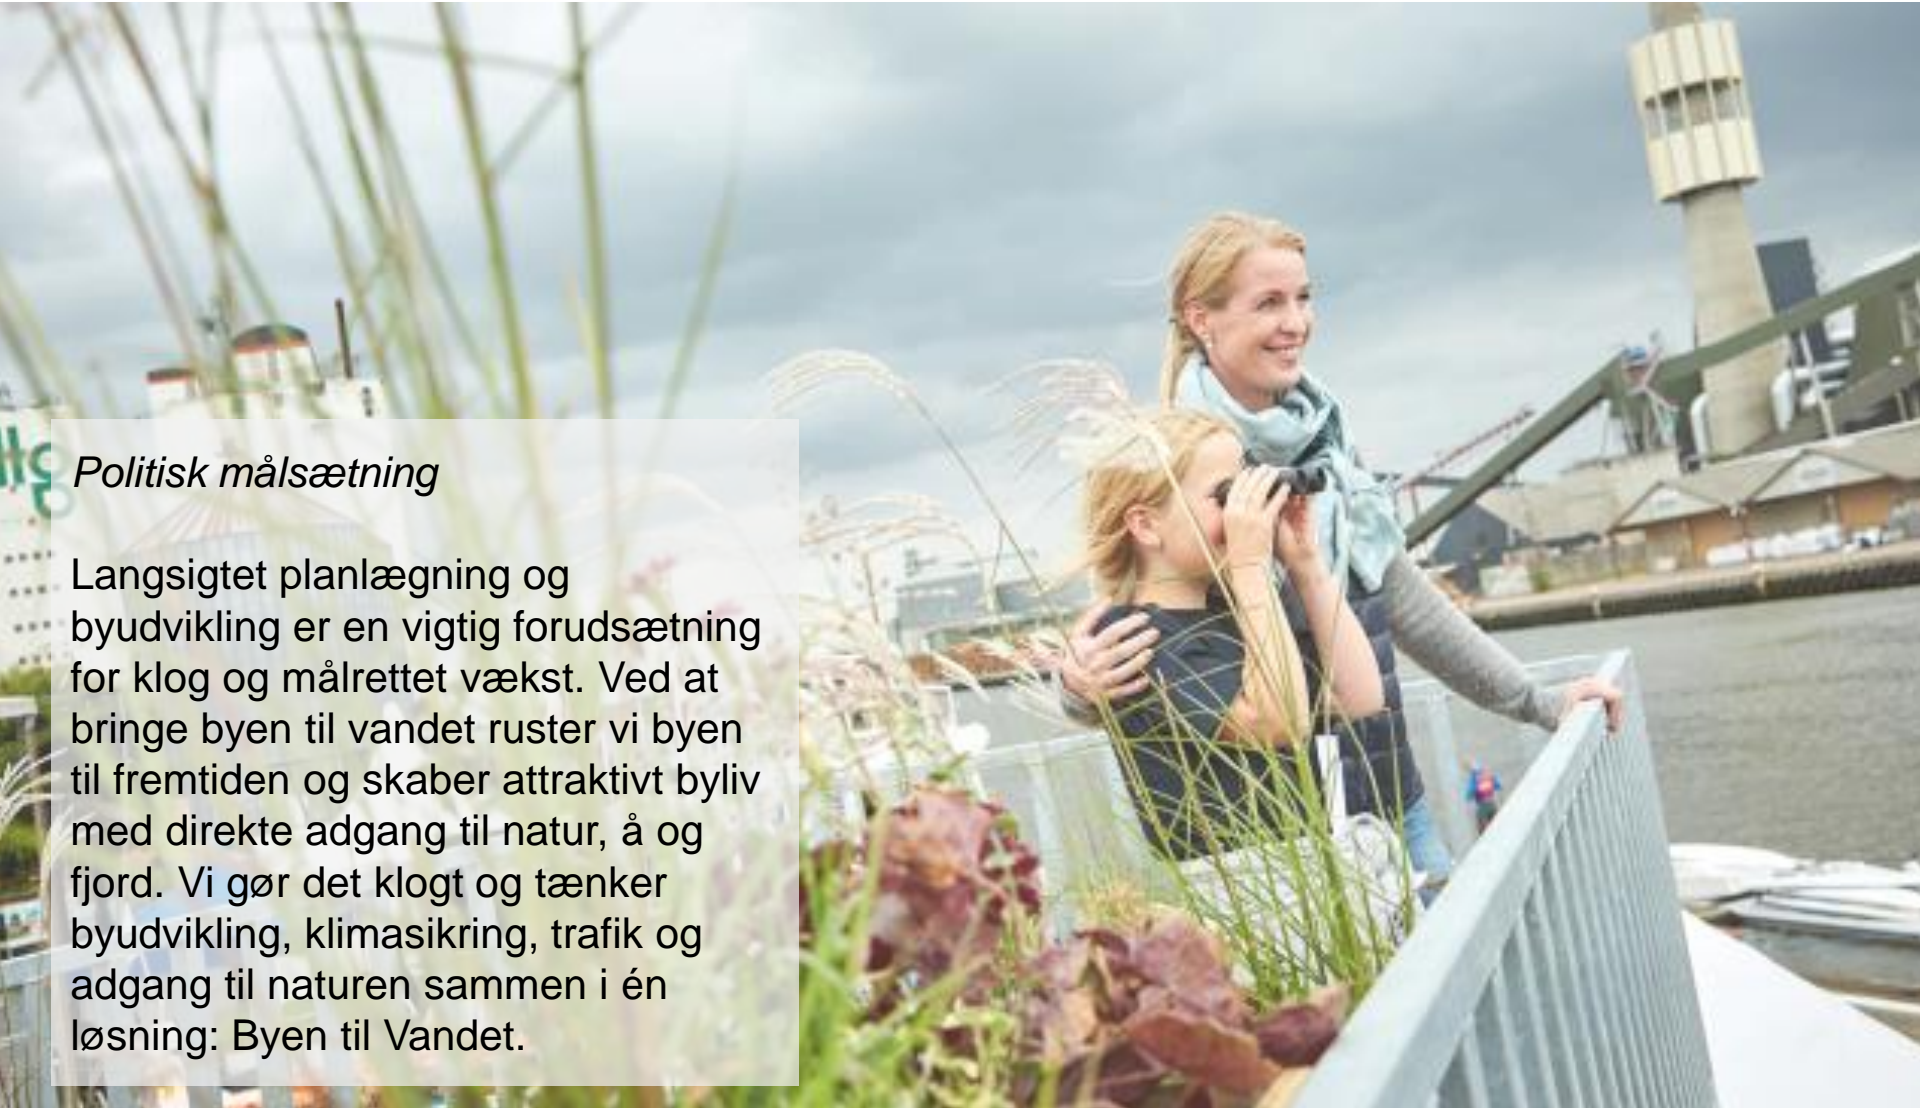 Politisk målsætning
Langsigtet planlægning og
byudvikling er en vigtig forudsætning
for klog og målrettet vækst. Ved at
bringe byen til vandet ruster vi byen
til fremtiden og skaber attraktivt byliv
med direkte adgang til natur, å og
fjord. Vi gør det klogt og tænker
byudvikling, klimasikring, trafik og
adgang til naturen sammen i én
løsning: Byen til Vandet.